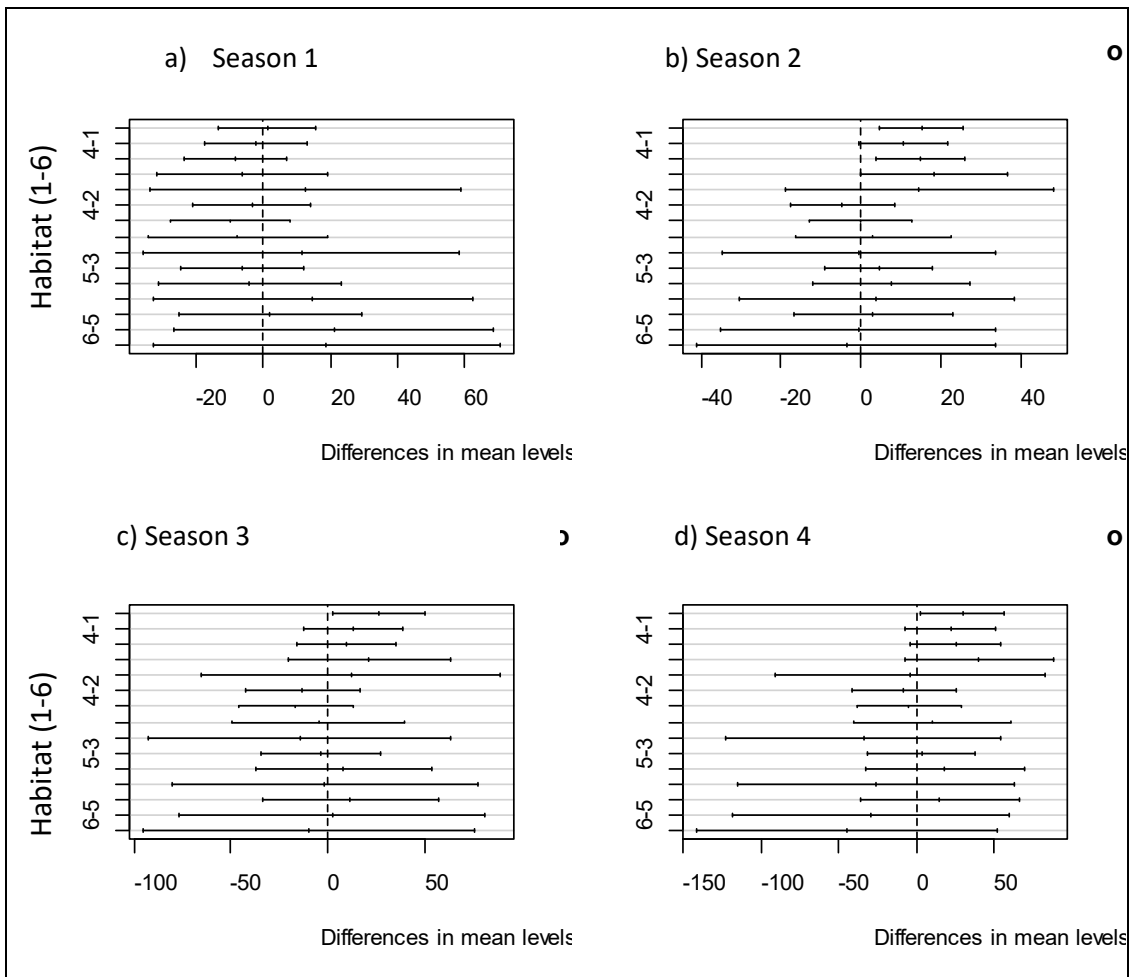 a) Season 1
b) Season 2
o
Habitat (1-6)
4-1
4-2
5-3
6-5
-20 0 20 40 60
Differences in mean levels
4-1
4-2
5-3
6-5
-40 -20 0 20 40
Differences in mean levels
c) Season 3
d) Season 4
o
Habitat (1-6)
4-1
4-2
5-3
6-5
-100 -50 0 50
Differences in mean levels
4-1
4-2
5-3
6-5
-150 -100 -50 0 50
Differences in mean levels